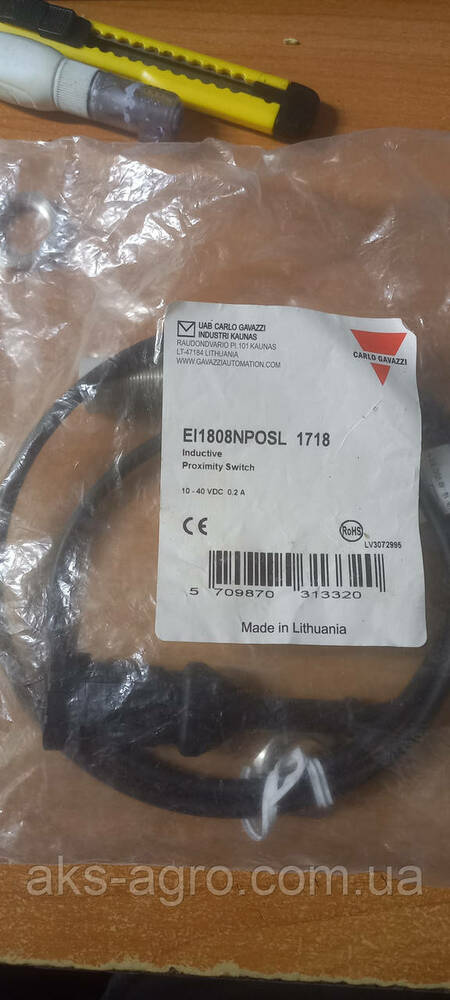 UAB CARLO GAVAZZI
INDUSTRI KAUNAS
RAUDONDVARIO Pl.101 KAUNAS
LT-47184 LITHUANIA
WWW.GAVAZZIAUTOMATION.COM
CARLO GAVAZZI
EI1808NPOSL 1718
Inductive
Proximity Switch
10 - 40 VDC 0.2 A
CE
RoHS
LV3072995
5 709870 313320
Made in Lithuania
aks-agro.com.ua